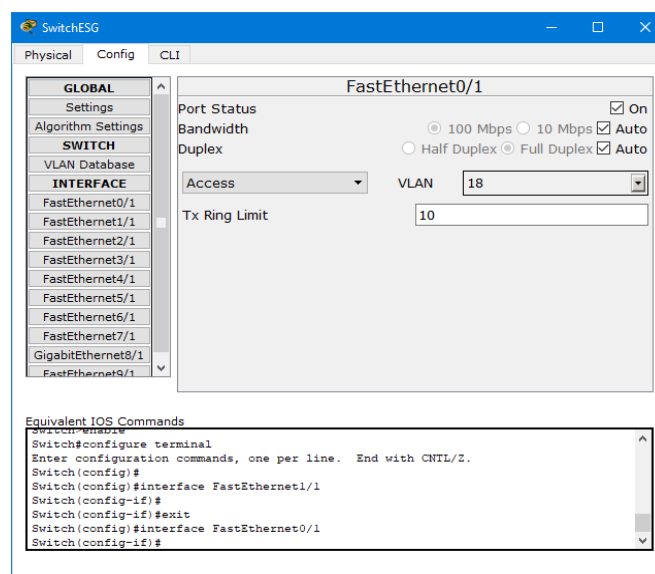 SwitchESG
Physical Config CLI
GLOBAL
Settings
Algorithm Settings
SWITCH
VLAN Database
INTERFACE
FastEthernet0/1
FastEthernet1/1
FastEthernet2/1
FastEthernet3/1
FastEthernet4/1
FastEthernet5/1
FastEthernet6/1
FastEthernet7/1
GigabitEthernet8/1
FastEthernet9/1
FastEthernet0/1
Port Status On
Bandwidth 100 Mbps 10 Mbps Auto
Duplex Half Duplex Full Duplex Auto
Access VLAN 18
Tx Ring Limit 10
Equivalent IOS Commands
Switch>enable
Switch#configure terminal
Enter configuration commands, one per line. End with CNTL/Z.
Switch(config)#
Switch(config)#interface FastEthernet1/1
Switch(config-if)#
Switch(config-if)#exit
Switch(config)#interface FastEthernet0/1
Switch(config-if)#